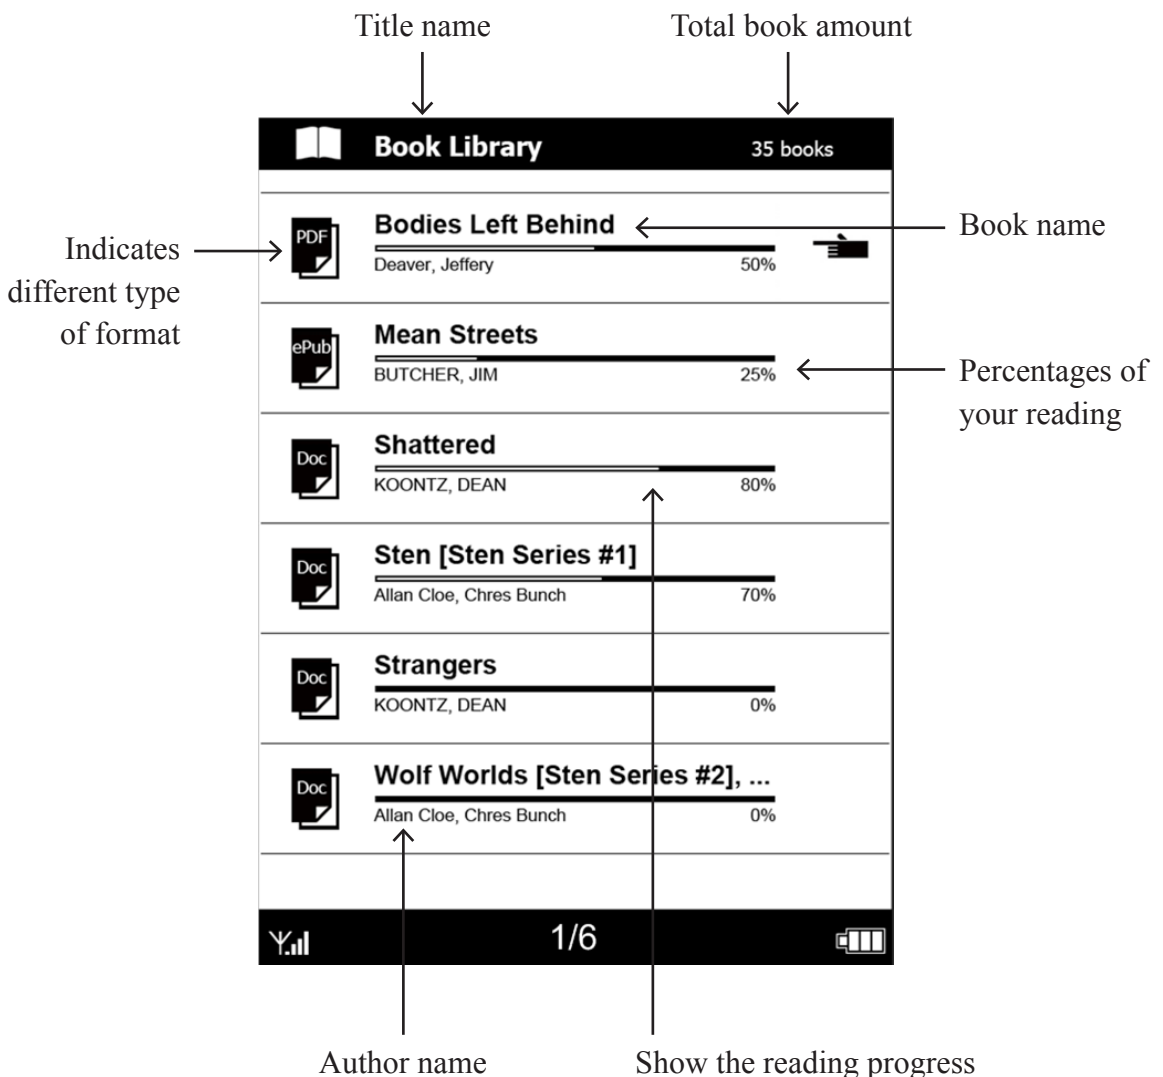 Title name
Total book amount
Book Library
35 books
PDF
Bodies Left Behind
Deaver, Jeffery
50%
Book name
Indicates
different type
of format
ePub
Mean Streets
BUTCHER, JIM
25%
Percentages of
your reading
Doc
Shattered
KOONTZ, DEAN
80%
Doc
Sten [Sten Series #1]
Allan Cloe, Chres Bunch
70%
Doc
Strangers
KOONTZ, DEAN
0%
Doc
Wolf Worlds [Sten Series #2], ...
Allan Cloe, Chres Bunch
0%
1/6
Author name
Show the reading progress